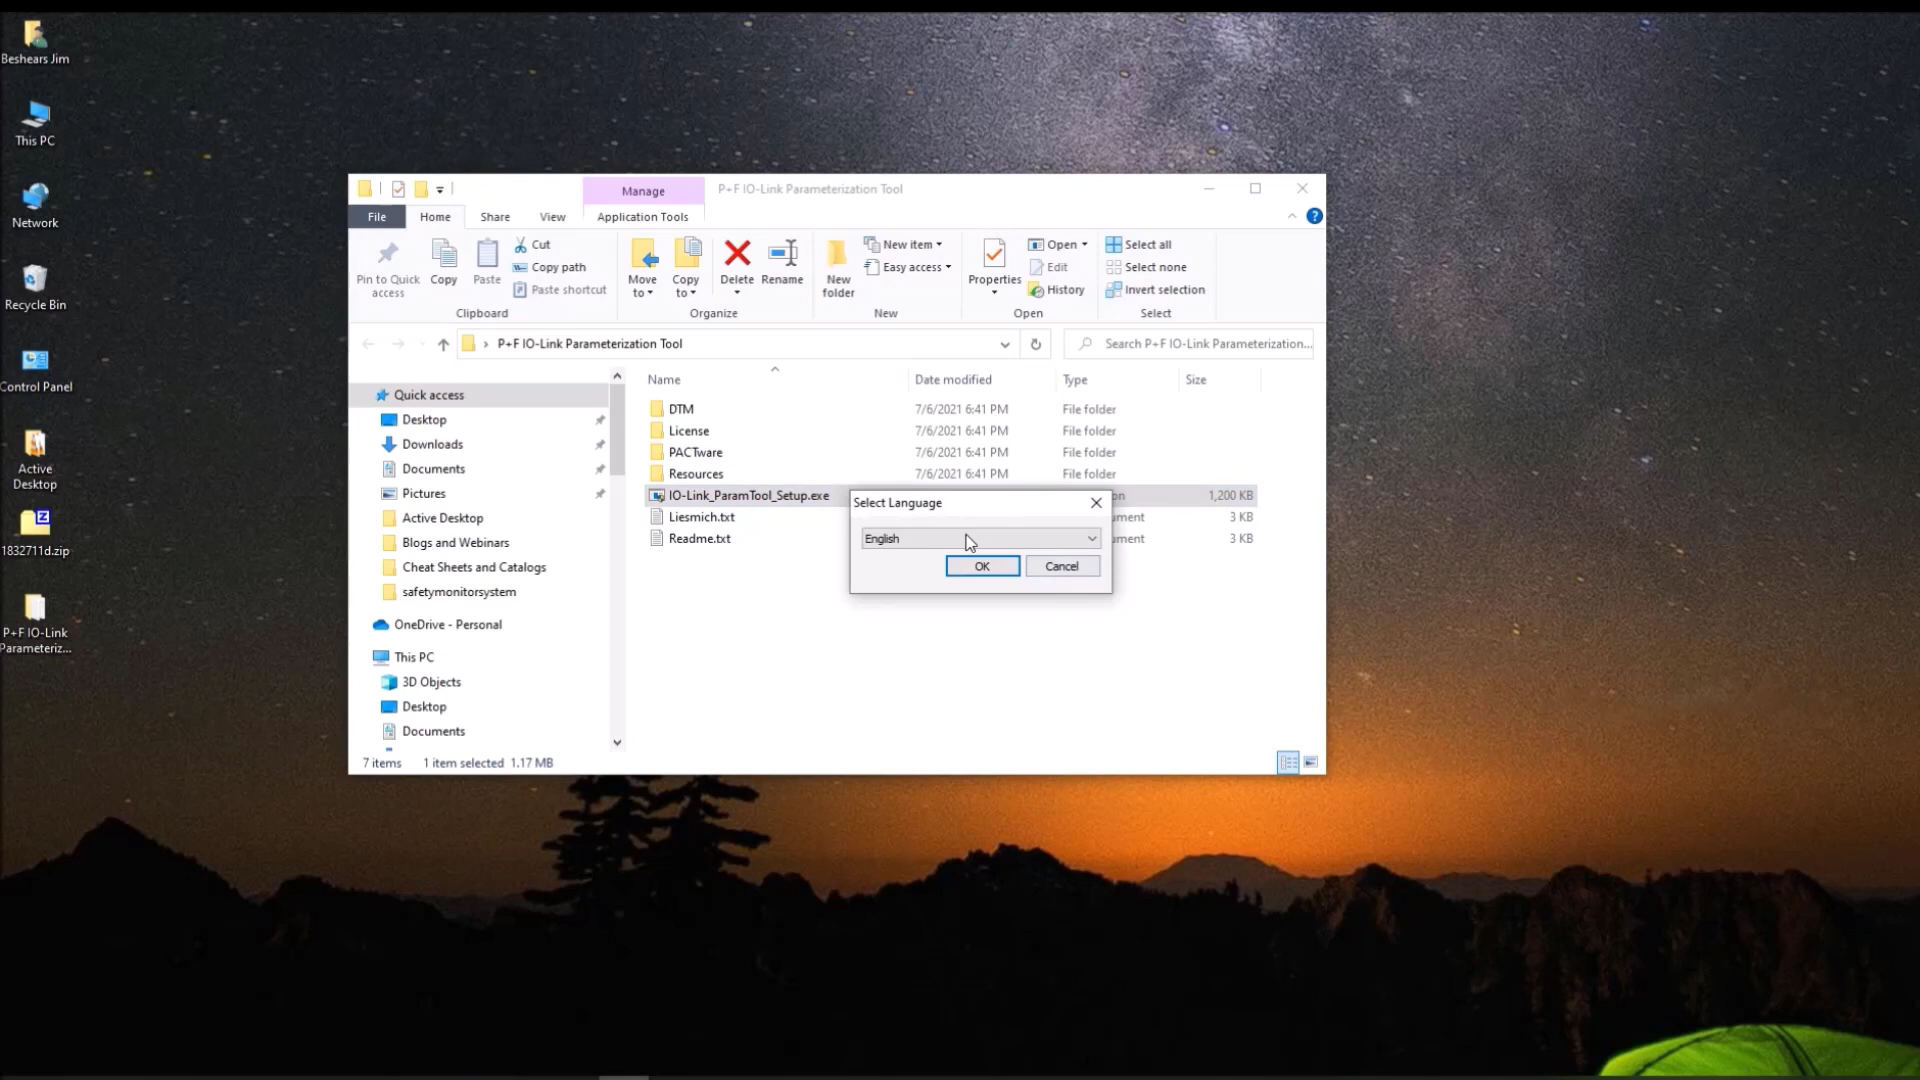 Beshears Jim
This PC
Network
Recycle Bin
Control Panel
Active
Desktop
1832711d.zip
P+F IO-Link
Parameteriz...
Manage
P+F IO-Link Parameterization Tool
File
Home
Share
View
Application Tools
Pin to Quick
access
Copy
Paste
Cut
Copy path
Paste shortcut
Clipboard
Move
to
Copy
to
Delete
Rename
Organize
New
folder
New item
Easy access
New
Properties
Open
Edit
History
Open
Select all
Select none
Invert selection
Select
P+F IO-Link Parameterization Tool
Search P+F IO-Link Parameterization...
Quick access
Desktop
Downloads
Documents
Pictures
Active Desktop
Blogs and Webinars
Cheat Sheets and Catalogs
safetymonitorsystem
OneDrive - Personal
This PC
3D Objects
Desktop
Documents
Name Date modified Type Size
DTM 7/6/2021 6:41 PM File folder
License 7/6/2021 6:41 PM File folder
PACTware 7/6/2021 6:41 PM File folder
Resources 7/6/2021 6:41 PM File folder
IO-Link_ParamTool_Setup.exe on 1,200 KB
Liesmich.txt ument 3 KB
Readme.txt ument 3 KB
Select Language
English
OK
Cancel
7 items 1 item selected 1.17 MB